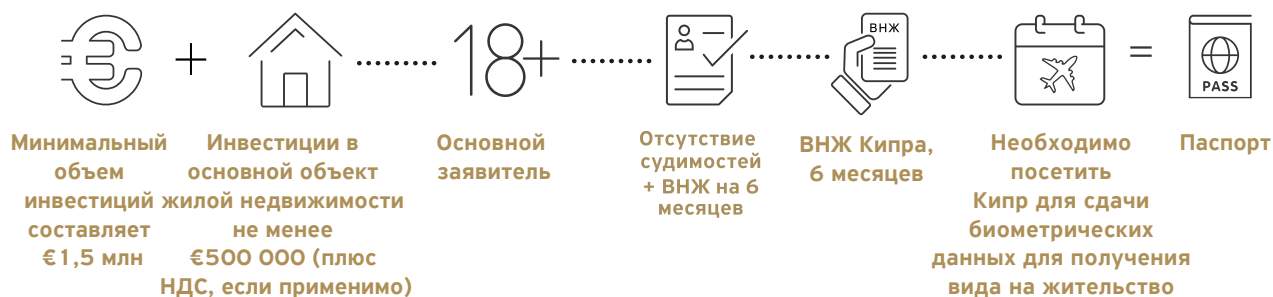 18+
ВНЖ
PASS
Минимальный
объем
инвестиций
составляет
€1,5 млн
Инвестиции в
основной объект
жилой недвижимости
не менее
€500 000 (плюс
НДС, если применимо)
Основной
заявитель
Отсутствие
судимостей
+ ВНЖ на 6
месяцев
ВНЖ Кипра,
6 месяцев
Необходимо
посетить
Кипр для сдачи
биометрических
данных для получения
вида на жительство
Паспорт